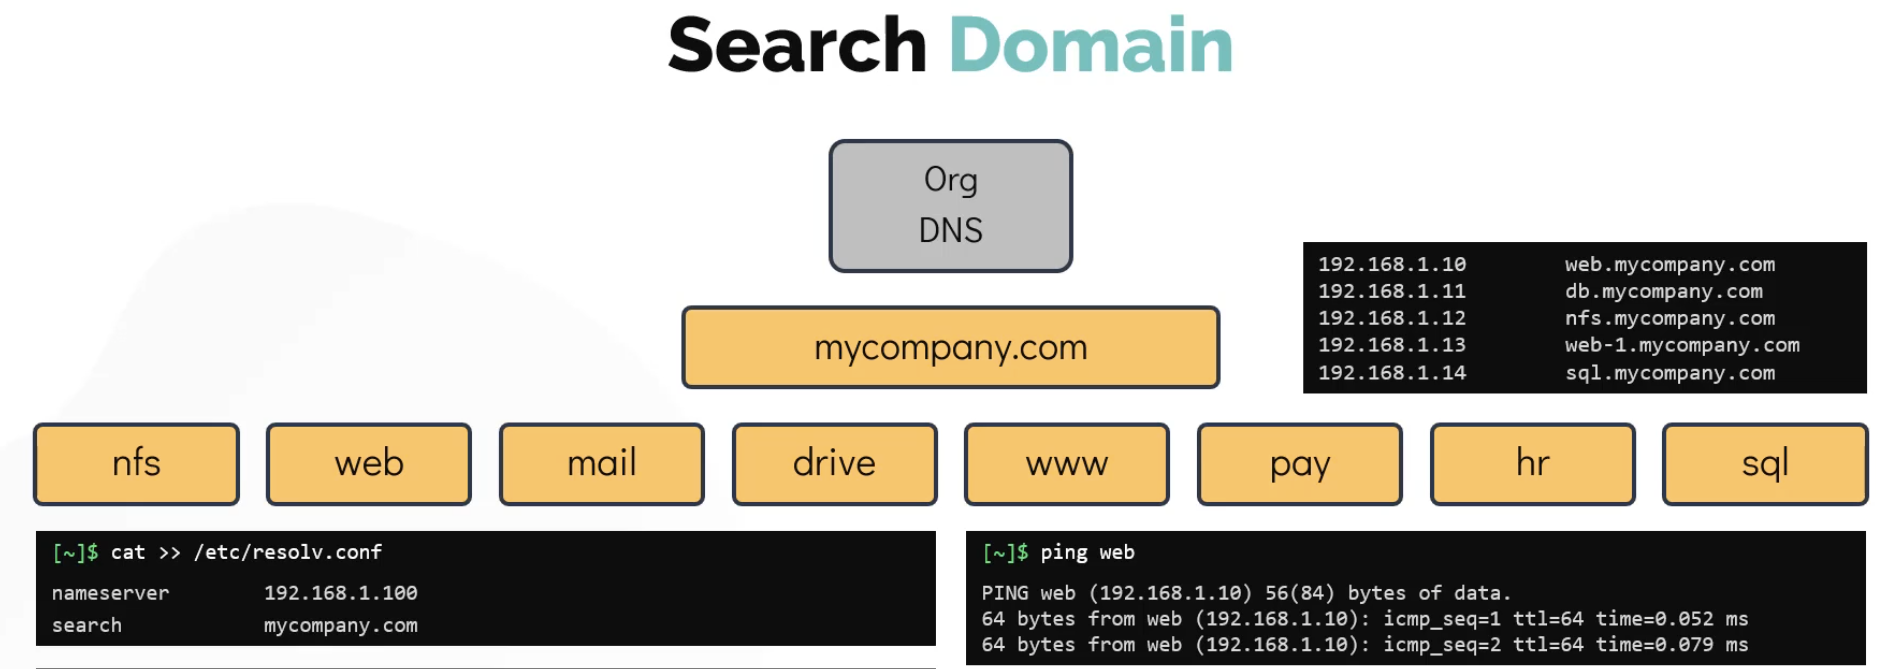 Search Domain
Org
DNS
mycompany.com
192.168.1.10 web.mycompany.com
192.168.1.11 db.mycompany.com
192.168.1.12 nfs.mycompany.com
192.168.1.13 web-1.mycompany.com
192.168.1.14 sql.mycompany.com
nfs
web
mail
drive
www
pay
hr
sql
[~]$ cat >> /etc/resolv.conf
nameserver 192.168.1.100
search mycompany.com
[~]$ ping web
PING web (192.168.1.10) 56(84) bytes of data.
64 bytes from web (192.168.1.10): icmp_seq=1 ttl=64 time=0.052 ms
64 bytes from web (192.168.1.10): icmp_seq=2 ttl=64 time=0.079 ms